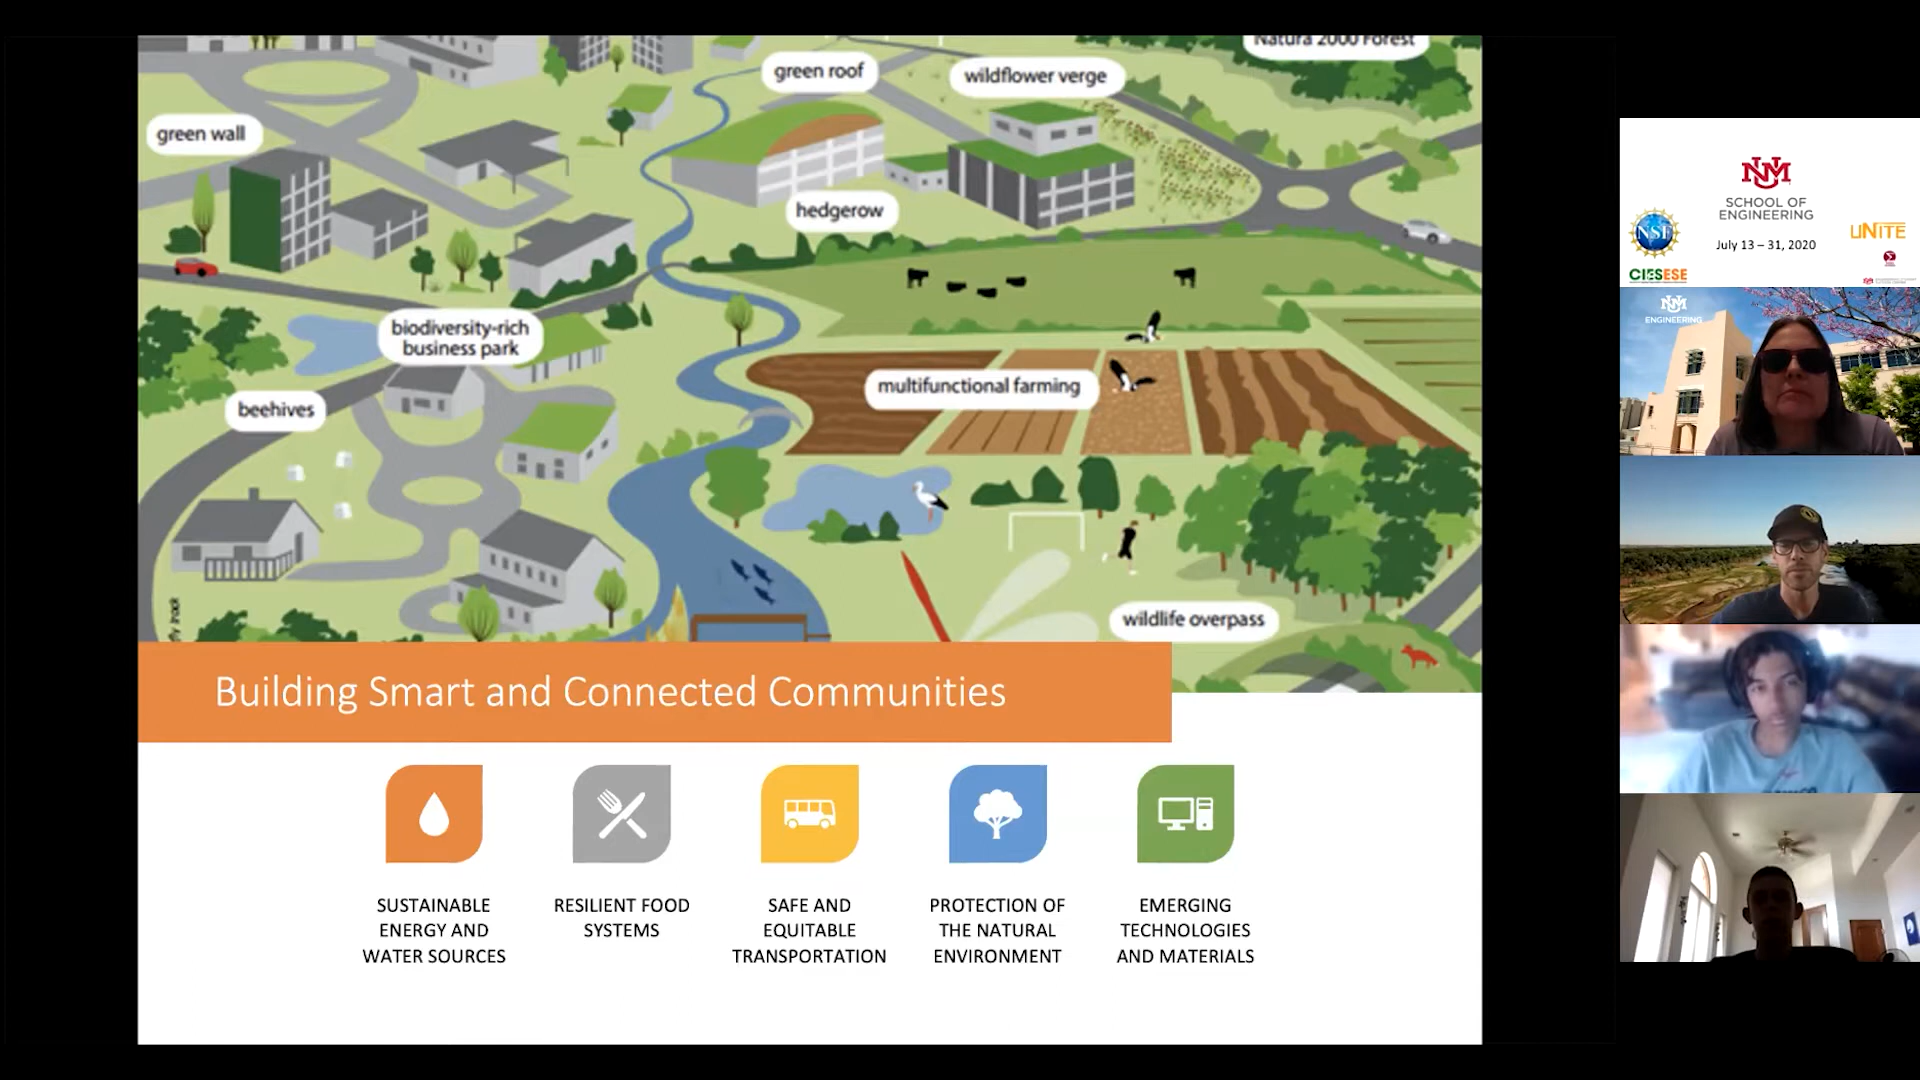 Natura 2000 Forest
green roof
wildflower verge
green wall
hedgerow
biodiversity-rich
business park
multifunctional farming
beehives
wildlife overpass
Building Smart and Connected Communities
SUSTAINABLE
ENERGY AND
WATER SOURCES
RESILIENT FOOD
SYSTEMS
SAFE AND
EQUITABLE
TRANSPORTATION
PROTECTION OF
THE NATURAL
ENVIRONMENT
EMERGING
TECHNOLOGIES
AND MATERIALS
UNM
SCHOOL OF
ENGINEERING
July 13 – 31, 2020
NSF
UNITE
CIESESE
UNM
ENGINEERING